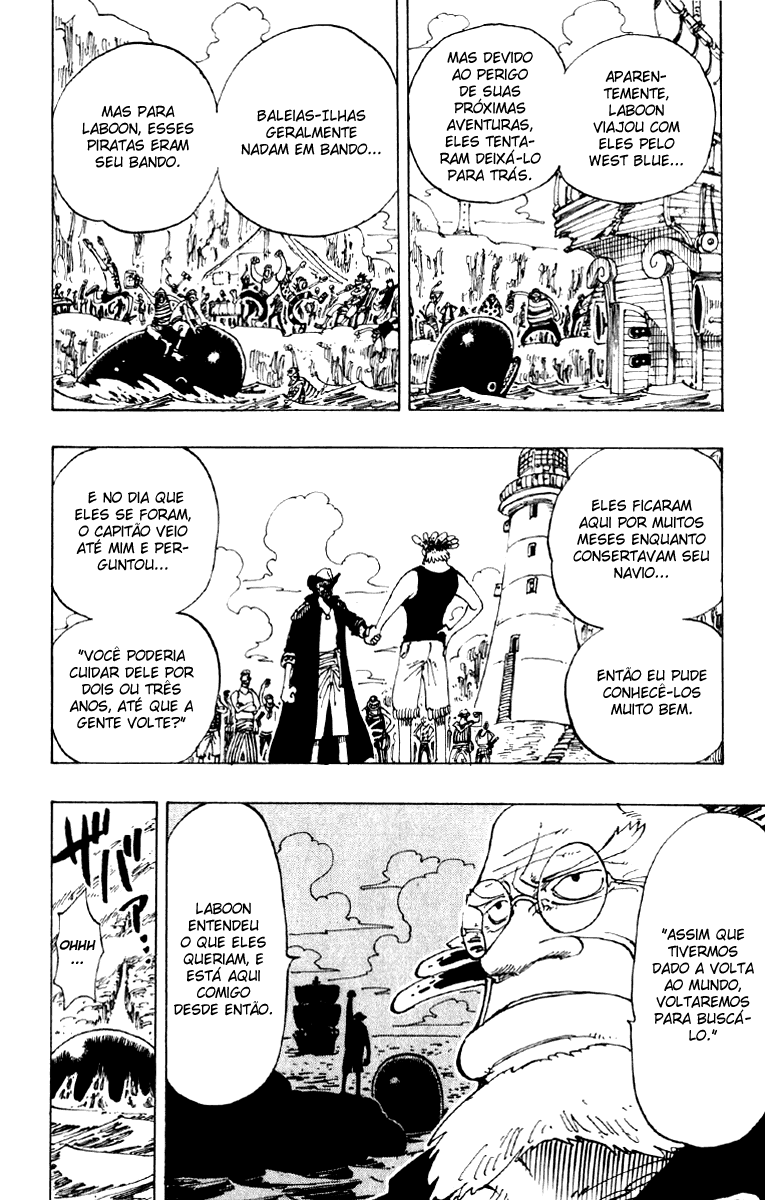 APAREN-
TEMENTE,
LABOON
VIAJOU COM
ELES PELO
WEST BLUE...
MAS DEVIDO
AO PERIGO
DE SUAS
PRÓXIMAS
AVENTURAS,
ELES TENTA-
RAM DEIXÁ-LO
PARA TRÁS.
BALEIAS-ILHAS
GERALMENTE
NADAM EM BANDO...
MAS PARA
LABOON, ESSES
PIRATAS ERAM
SEU BANDO.
ELES FICARAM
AQUI POR MUITOS
MESES ENQUANTO
CONSERTAVAM SEU
NAVIO...
ENTÃO EU PUDE
CONHECÊ-LOS
MUITO BEM.
E NO DIA QUE
ELES SE FORAM,
O CAPITÃO VEIO
ATÉ MIM E PER-
GUNTOU...
"VOCÊ PODERIA
CUIDAR DELE POR
DOIS OU TRÊS
ANOS, ATÉ QUE A
GENTE VOLTE?"
"ASSIM QUE
TIVERMOS
DADO A VOLTA
AO MUNDO,
VOLTAREMOS
PARA BUSCÁ-
LO."
LABOON
ENTENDEU
O QUE ELES
QUERIAM, E
ESTÁ AQUI
COMIGO
DESDE ENTÃO.
ザバァ…
OHHH
...